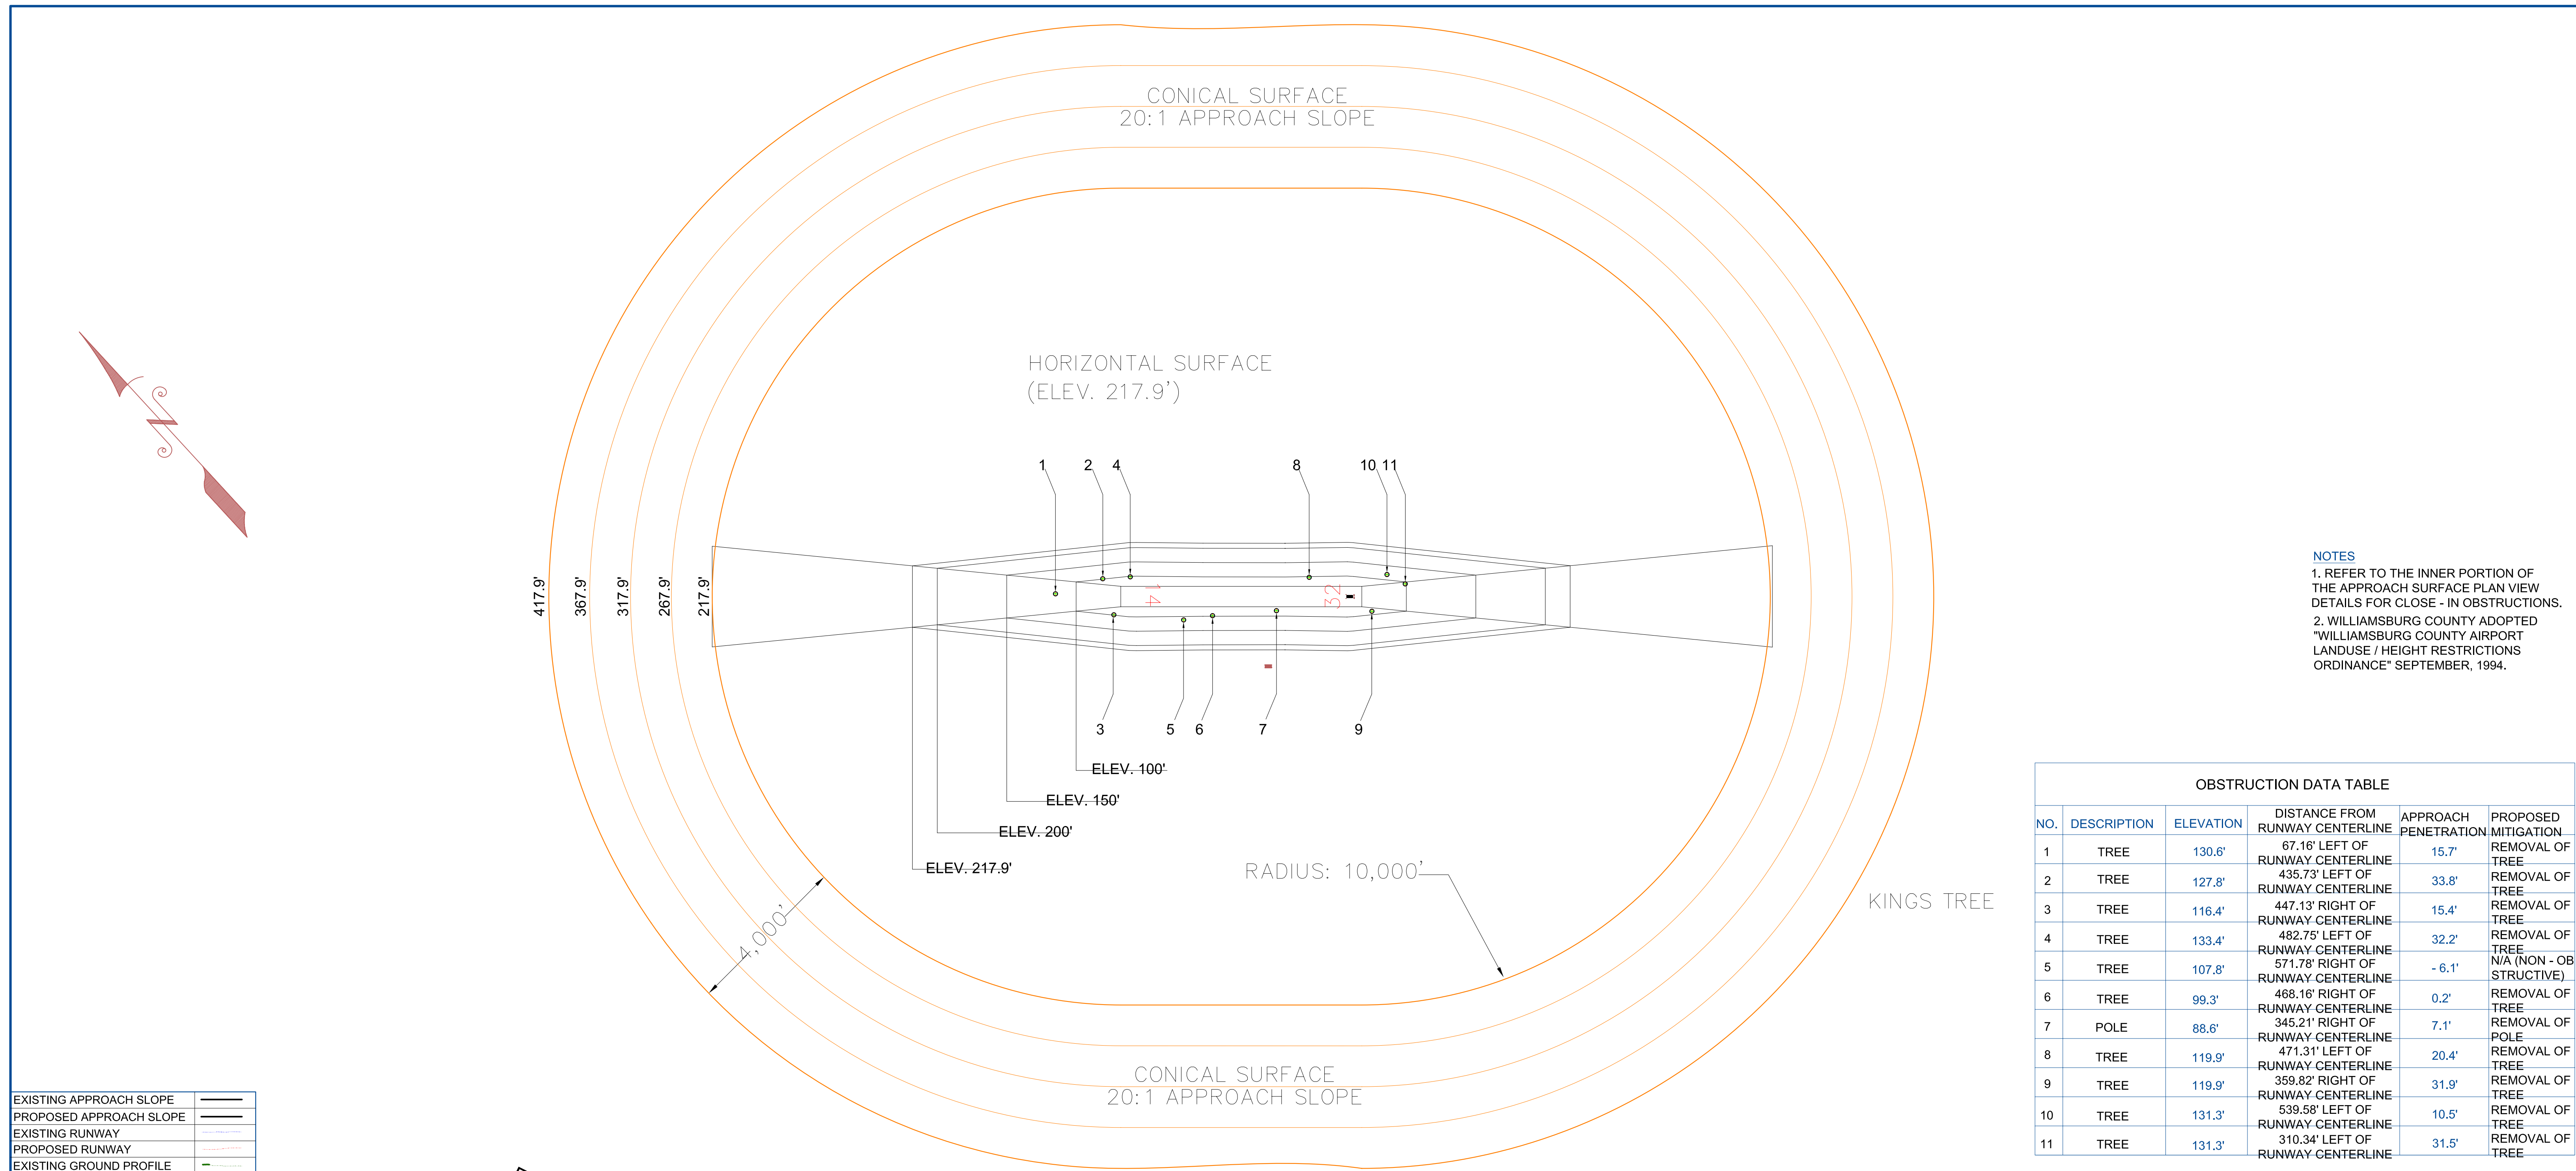 CONICAL SURFACE
20:1 APPROACH SLOPE
HORIZONTAL SURFACE
(ELEV. 217.9')
1
2
4
8
10
11
417.9'
367.9'
317.9'
267.9'
217.9'
14
32
N
3
5
6
7
9
ELEV. 100'
ELEV. 150'
ELEV. 200'
ELEV. 217.9'
RADIUS: 10,000'
4,000'
KINGS TREE
CONICAL SURFACE
20:1 APPROACH SLOPE
NOTES
1. REFER TO THE INNER PORTION OF
THE APPROACH SURFACE PLAN VIEW
DETAILS FOR CLOSE - IN OBSTRUCTIONS.
2. WILLIAMSBURG COUNTY ADOPTED
"WILLIAMSBURG COUNTY AIRPORT
LANDUSE / HEIGHT RESTRICTIONS
ORDINANCE" SEPTEMBER, 1994.
OBSTRUCTION DATA TABLE
NO. DESCRIPTION ELEVATION DISTANCE FROM RUNWAY CENTERLINE APPROACH PENETRATION PROPOSED MITIGATION
1 TREE 130.6' 67.16' LEFT OF RUNWAY CENTERLINE 15.7' REMOVAL OF TREE
2 TREE 127.8' 435.73' LEFT OF RUNWAY CENTERLINE 33.8' REMOVAL OF TREE
3 TREE 116.4' 447.13' RIGHT OF RUNWAY CENTERLINE 15.4' REMOVAL OF TREE
4 TREE 133.4' 482.75' LEFT OF RUNWAY CENTERLINE 32.2' REMOVAL OF TREE
5 TREE 107.8' 571.78' RIGHT OF RUNWAY CENTERLINE - 6.1' N/A (NON - OB STRUCTIVE)
6 TREE 99.3' 468.16' RIGHT OF RUNWAY CENTERLINE 0.2' REMOVAL OF TREE
7 POLE 88.6' 345.21' RIGHT OF RUNWAY CENTERLINE 7.1' REMOVAL OF POLE
8 TREE 119.9' 471.31' LEFT OF RUNWAY CENTERLINE 20.4' REMOVAL OF TREE
9 TREE 119.9' 359.82' RIGHT OF RUNWAY CENTERLINE 31.9' REMOVAL OF TREE
10 TREE 131.3' 539.58' LEFT OF RUNWAY CENTERLINE 10.5' REMOVAL OF TREE
11 TREE 131.3' 310.34' LEFT OF RUNWAY CENTERLINE 31.5' REMOVAL OF TREE
EXISTING APPROACH SLOPE
PROPOSED APPROACH SLOPE
EXISTING RUNWAY
PROPOSED RUNWAY
EXISTING GROUND PROFILE